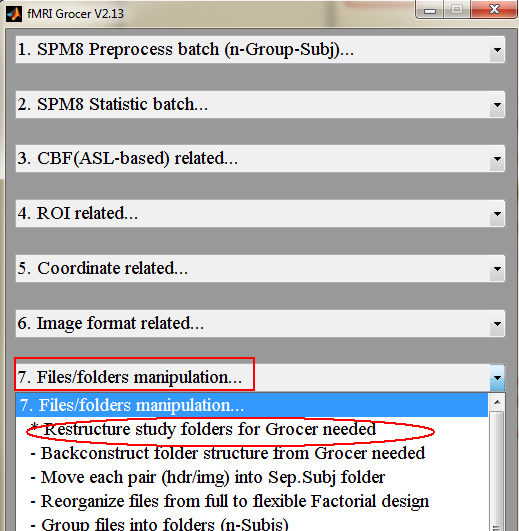 fMRI Grocer V2.13
1. SPM8 Preprocess batch (n-Group-Subj)...
2. SPM8 Statistic batch...
3. CBF(ASL-based) related...
4. ROI related...
5. Coordinate related...
6. Image format related...
7. Files/folders manipulation...
7. Files/folders manipulation...
* Restructure study folders for Grocer needed
- Backconstruct folder structure from Grocer needed
- Move each pair (hdr/img) into Sep.Subj folder
- Reorganize files from full to flexible Factorial design
- Group files into folders (n-Subjs)